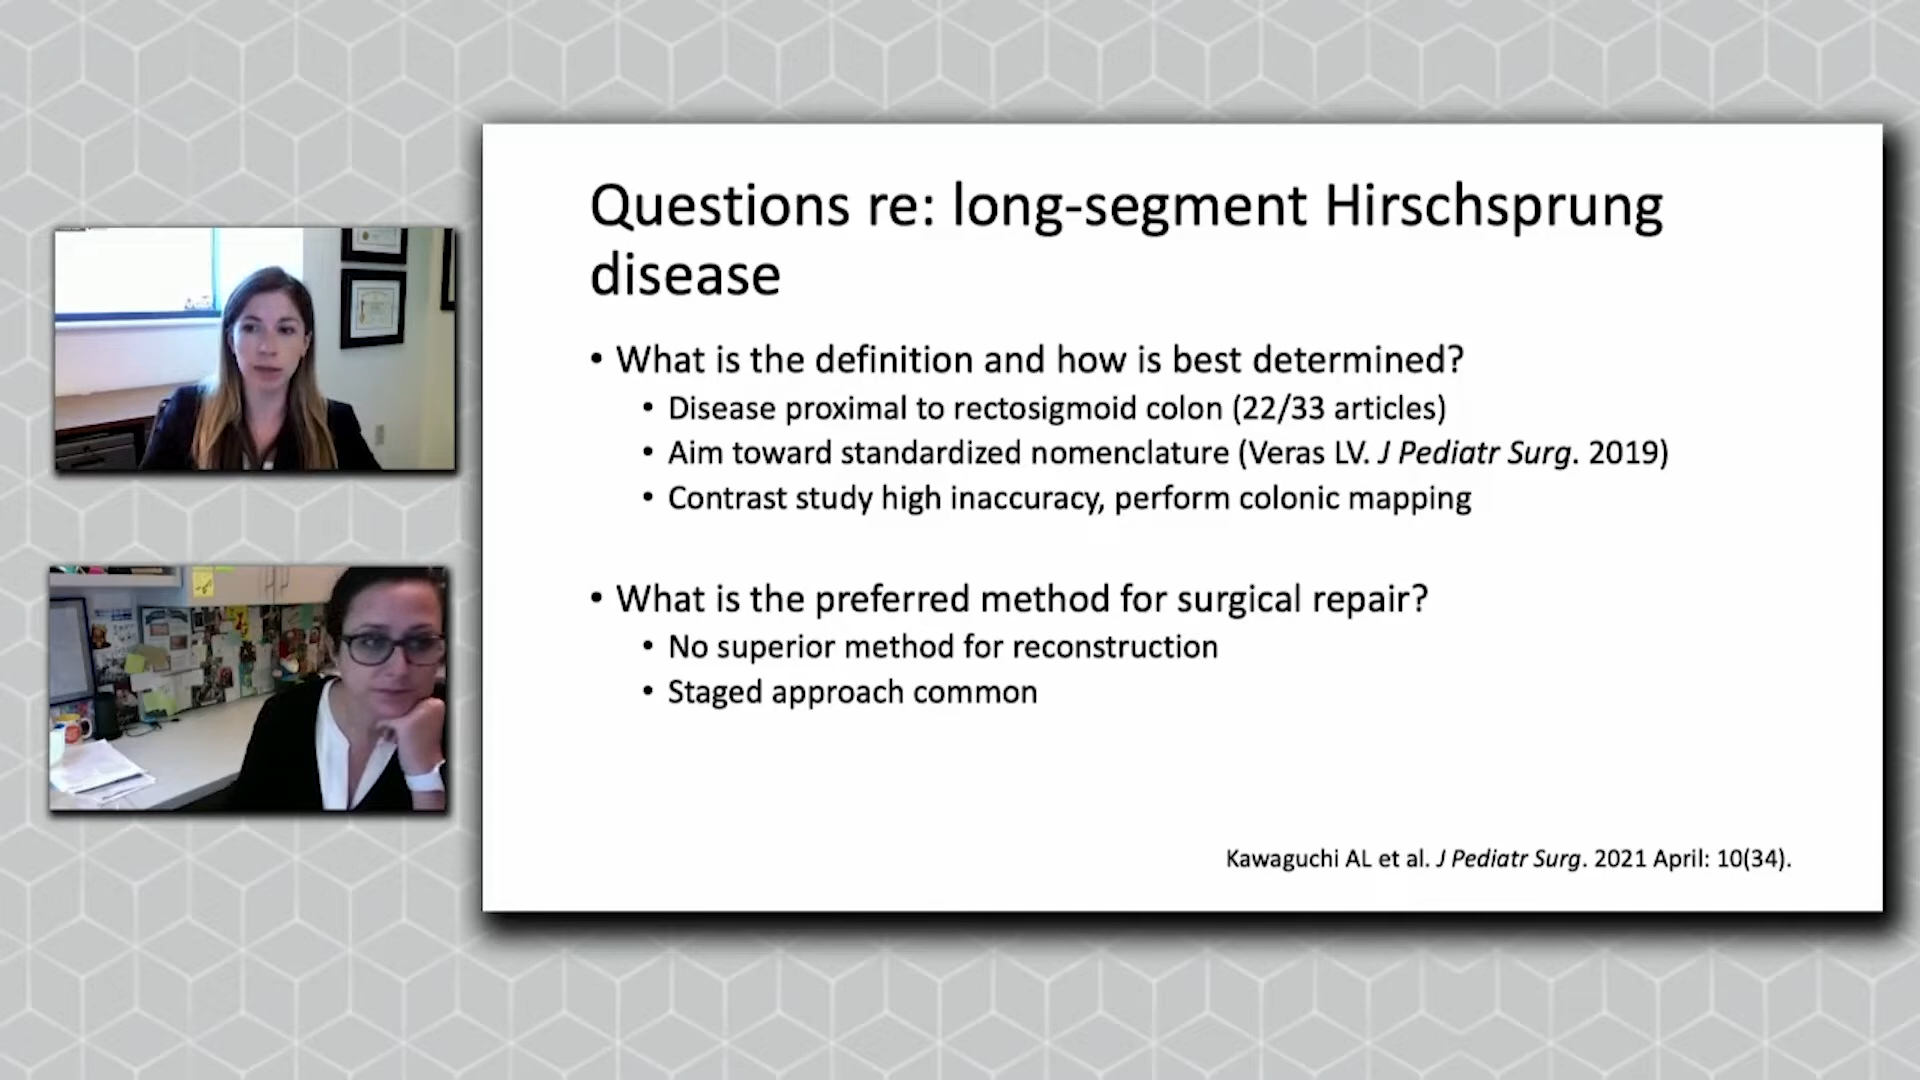 Questions re: long-segment Hirschsprung
disease
• What is the definition and how is best determined?
• Disease proximal to rectosigmoid colon (22/33 articles)
• Aim toward standardized nomenclature (Veras LV. J Pediatr Surg. 2019)
• Contrast study high inaccuracy, perform colonic mapping
• What is the preferred method for surgical repair?
• No superior method for reconstruction
• Staged approach common
Kawaguchi AL et al. J Pediatr Surg. 2021 April: 10(34).